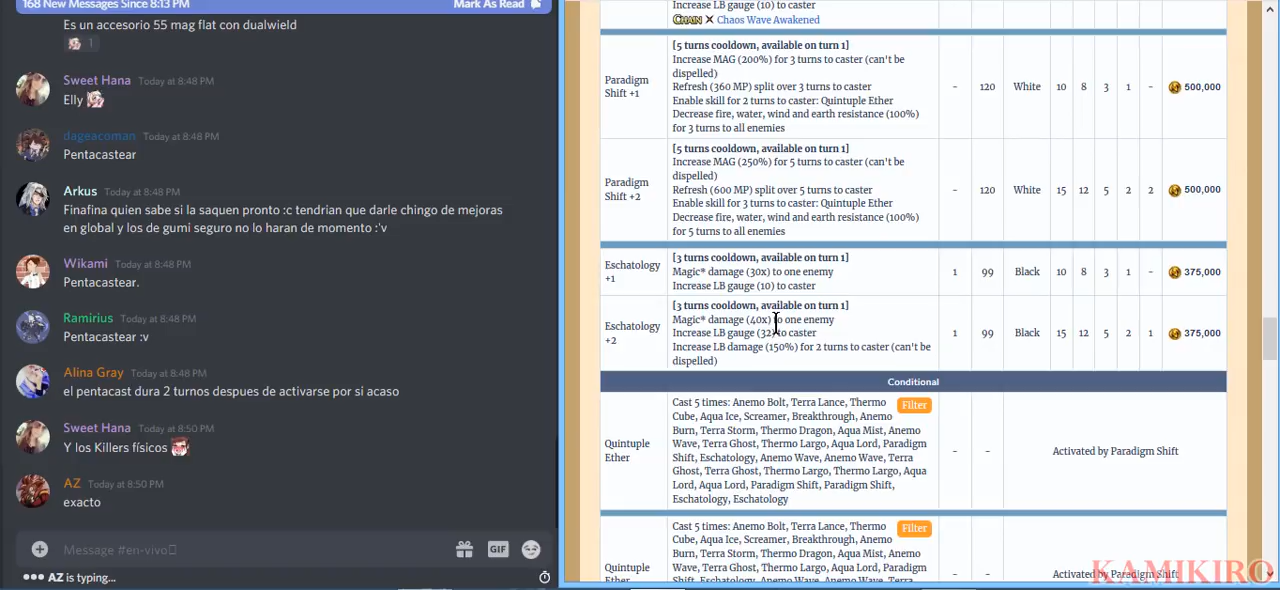 168 New Messages Since 8:13 PM
Mark As Read
Es un accesorio 55 mag flat con dualwield
1
Sweet Hana Today at 8:48 PM
Elly
dageacoman Today at 8:48 PM
Pentacastear
Arkus Today at 8:48 PM
Finafina quien sabe si la saquen pronto :c tendrian que darle chingo de mejoras
en global y los de gumi seguro no lo haran de momento :'v
Wikami Today at 8:48 PM
Pentacastear.
Ramirius Today at 8:48 PM
Pentacastear :v
Alina Gray Today at 8:48 PM
el pentacast dura 2 turnos despues de activarse por si acaso
Sweet Hana Today at 8:50 PM
Y los Killers físicos
AZ Today at 8:50 PM
exacto
Message #en-vivo
GIF
AZ is typing...
Increase LB gauge (10) to caster
CHAIN Chaos Wave Awakened
Paradigm
Shift +1
[5 turns cooldown, available on turn 1]
Increase MAG (200%) for 3 turns to caster (can't be
dispelled)
Refresh (360 MP) split over 3 turns to caster
Enable skill for 2 turns to caster: Quintuple Ether
Decrease fire, water, wind and earth resistance (100%)
for 3 turns to all enemies
- 120 White 10 8 3 1 - 500,000
Paradigm
Shift +2
[5 turns cooldown, available on turn 1]
Increase MAG (250%) for 5 turns to caster (can't be
dispelled)
Refresh (600 MP) split over 5 turns to caster
Enable skill for 3 turns to caster: Quintuple Ether
Decrease fire, water, wind and earth resistance (100%)
for 5 turns to all enemies
- 120 White 15 12 5 2 2 500,000
Eschatology
+1
[3 turns cooldown, available on turn 1]
Magic* damage (30x) to one enemy
Increase LB gauge (10) to caster
1 99 Black 10 8 3 1 - 375,000
Eschatology
+2
[3 turns cooldown, available on turn 1]
Magic* damage (40x) to one enemy
Increase LB gauge (32) to caster
Increase LB damage (150%) for 2 turns to caster (can't be
dispelled)
1 99 Black 15 12 5 2 1 375,000
Conditional
Quintuple
Ether
Cast 5 times: Anemo Bolt, Terra Lance, Thermo
Cube, Aqua Ice, Screamer, Breakthrough, Anemo
Burn, Terra Storm, Thermo Dragon, Aqua Mist, Anemo
Wave, Terra Ghost, Thermo Largo, Aqua Lord, Paradigm
Shift, Eschatology, Anemo Wave, Anemo Wave, Terra
Ghost, Terra Ghost, Thermo Largo, Thermo Largo, Aqua
Lord, Aqua Lord, Paradigm Shift, Paradigm Shift,
Eschatology, Eschatology
Filter
- - Activated by Paradigm Shift
Quintuple
Ether
Cast 5 times: Anemo Bolt, Terra Lance, Thermo
Cube, Aqua Ice, Screamer, Breakthrough, Anemo
Burn, Terra Storm, Thermo Dragon, Aqua Mist, Anemo
Wave, Terra Ghost, Thermo Largo, Aqua Lord, Paradigm
Shift, Eschatology, Anemo Wave, Anemo Wave, Terra
Filter
- - Activated by Paradigm Shift
KAMIKIRO